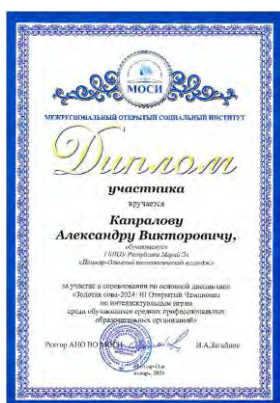 МОСИ
МЕЖРЕГИОНАЛЬНЫЙ ОТКРЫТЫЙ СОЦИАЛЬНЫЙ ИНСТИТУТ
Диплом
участника
вручается
Капралову
Александру Викторовичу,
обучающемуся
ГБПОУ Республики Марий Эл
«Йошкар-Олинский технологический колледж»
за участие в соревновании по основной дисциплине
«Золотая сова-2024: III Открытый Чемпионат
по интеллектуальным играм
среди обучающихся средних профессиональных
образовательных организаций»
Ректор АНО ВО МОСИ
И.А.Загайнов
Йошкар-Ола
2024